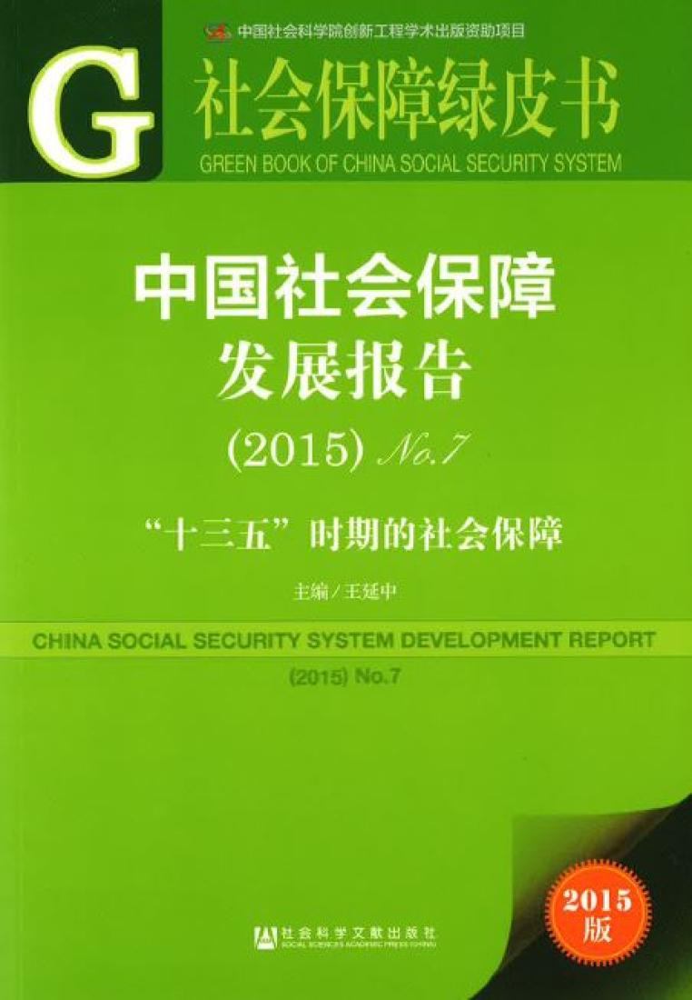 中国社会科学院创新工程学术出版资助项目
G
社会保障绿皮书
GREEN BOOK OF CHINA SOCIAL SECURITY SYSTEM
中国社会保障
发展报告
(2015) No.7
“十三五”时期的社会保障
主编/王延中
CHINA SOCIAL SECURITY SYSTEM DEVELOPMENT REPORT
(2015) No.7
2015
版
社会科学文献出版社
SOCIAL SCIENCES ACADEMIC PRESS (CHINA)